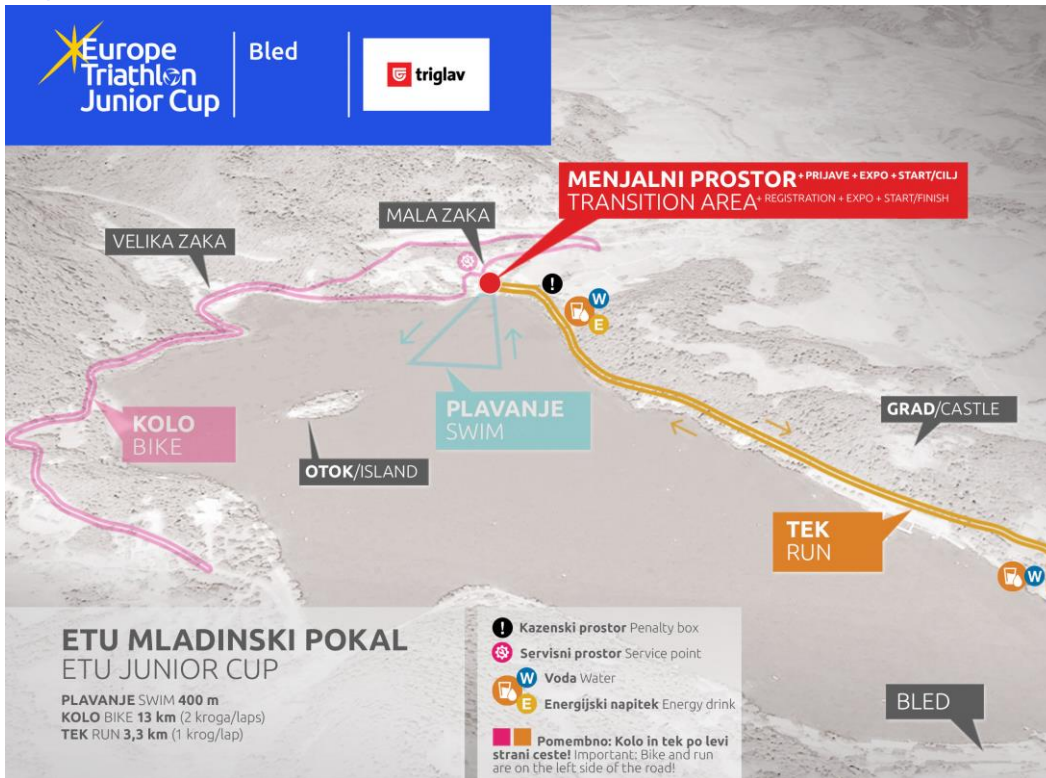 Europe
Triathlon
Junior Cup
Bled
triglav
MENJALNI PROSTOR + PRIJAVE + EXPO + START/CILJ
TRANSITION AREA + REGISTRATION + EXPO + START/FINISH
MALA ZAKA
VELIKA ZAKA
!
W
E
KOLO
BIKE
PLAVANJE
SWIM
GRAD/CASTLE
OTOK/ISLAND
TEK
RUN
W
ETU MLADINSKI POKAL
ETU JUNIOR CUP
PLAVANJE SWIM 400 m
KOLO BIKE 13 km (2 kroga/laps)
TEK RUN 3,3 km (1 krog/lap)
! Kazenski prostor Penalty box
Servisni prostor Service point
W Voda Water
E Energijski napitek Energy drink
Pomembno: Kolo in tek po levi
strani ceste! Important: Bike and run
are on the left side of the road!
BLED